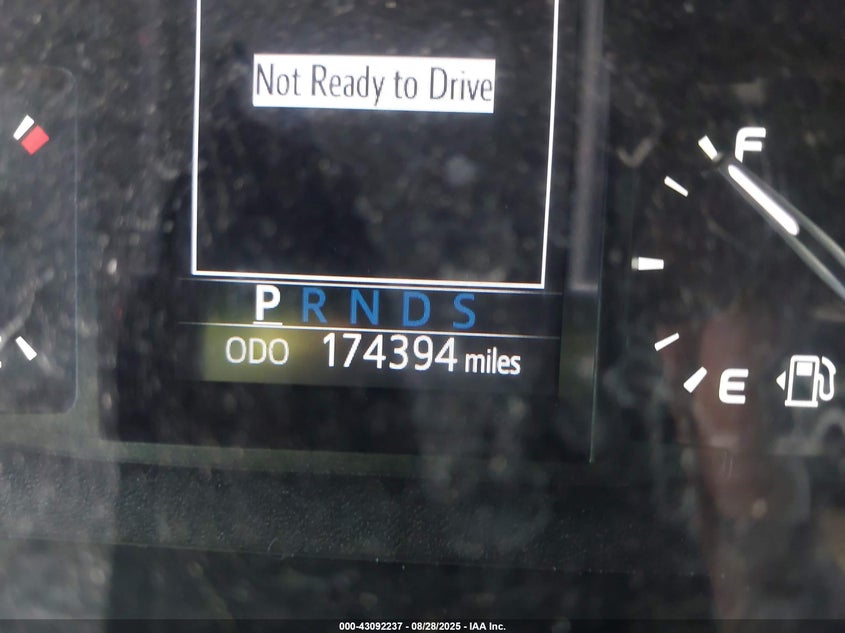 Not Ready to Drive
F
P R N D S
ODO 174394 miles
E
000-43092237 - 08/28/2025 - IAA Inc.